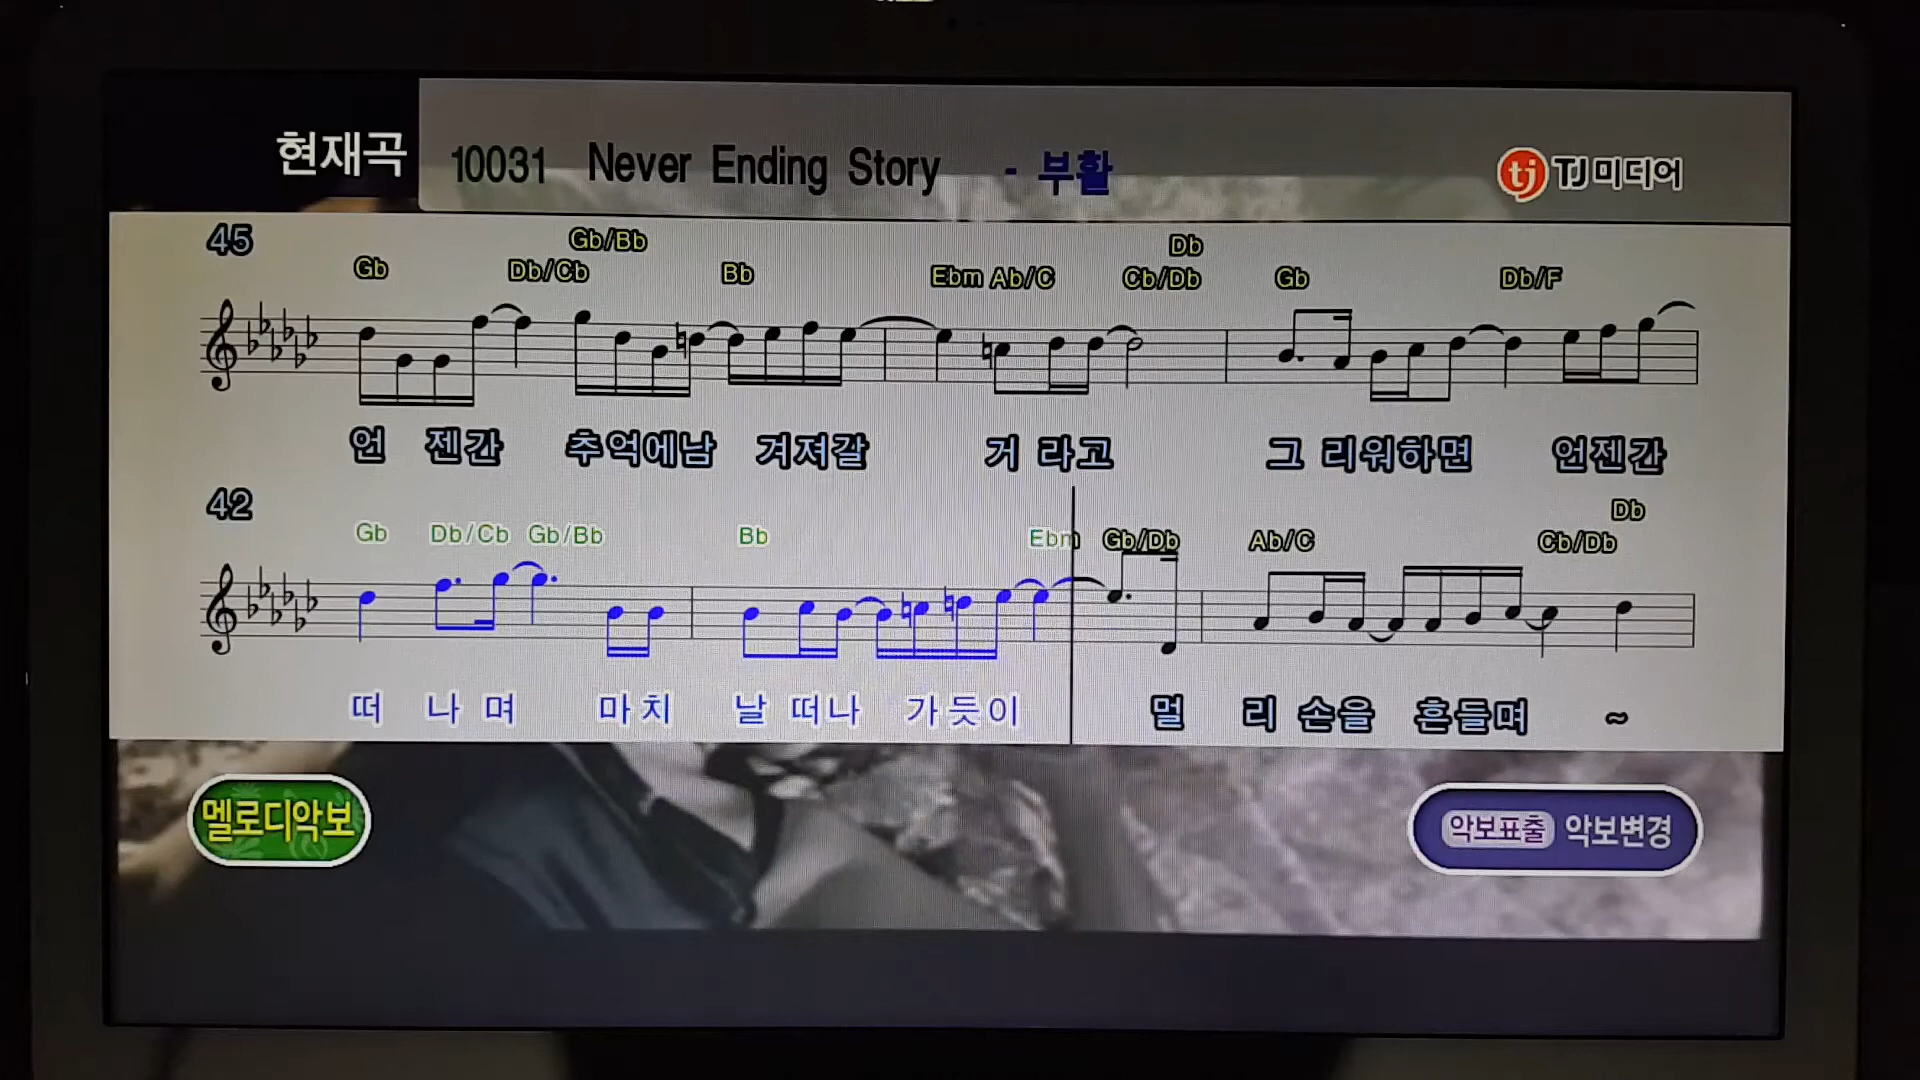 현재곡 10031 Never Ending Story - 부활 tj TJ미디어
45
Gb Db/Cb Gb/Bb Bb Ebm Ab/C Cb/Db Db Gb Db/F
언 젠간 추억에남 겨져갈 거 라고 그 리워하면 언젠간
42
Gb Db/Cb Gb/Bb Bb Ebm Gb/Db Ab/C Cb/Db Db
떠 나 며 마 치 날 떠나 가듯이 멀 리 손을 흔들며 ~
멜로디악보 악보표출 악보변경